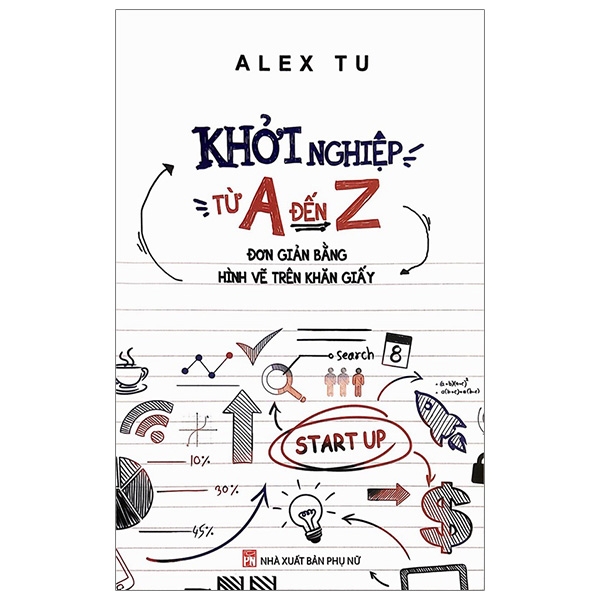 ALEX TU
KHỞI NGHIỆP
TỪ A ĐẾN Z
ĐƠN GIẢN BẰNG
HÌNH VẼ TRÊN KHĂN GIẤY
search
8
START UP
10%
30%
45%
PN
NHÀ XUẤT BẢN PHỤ NỮ